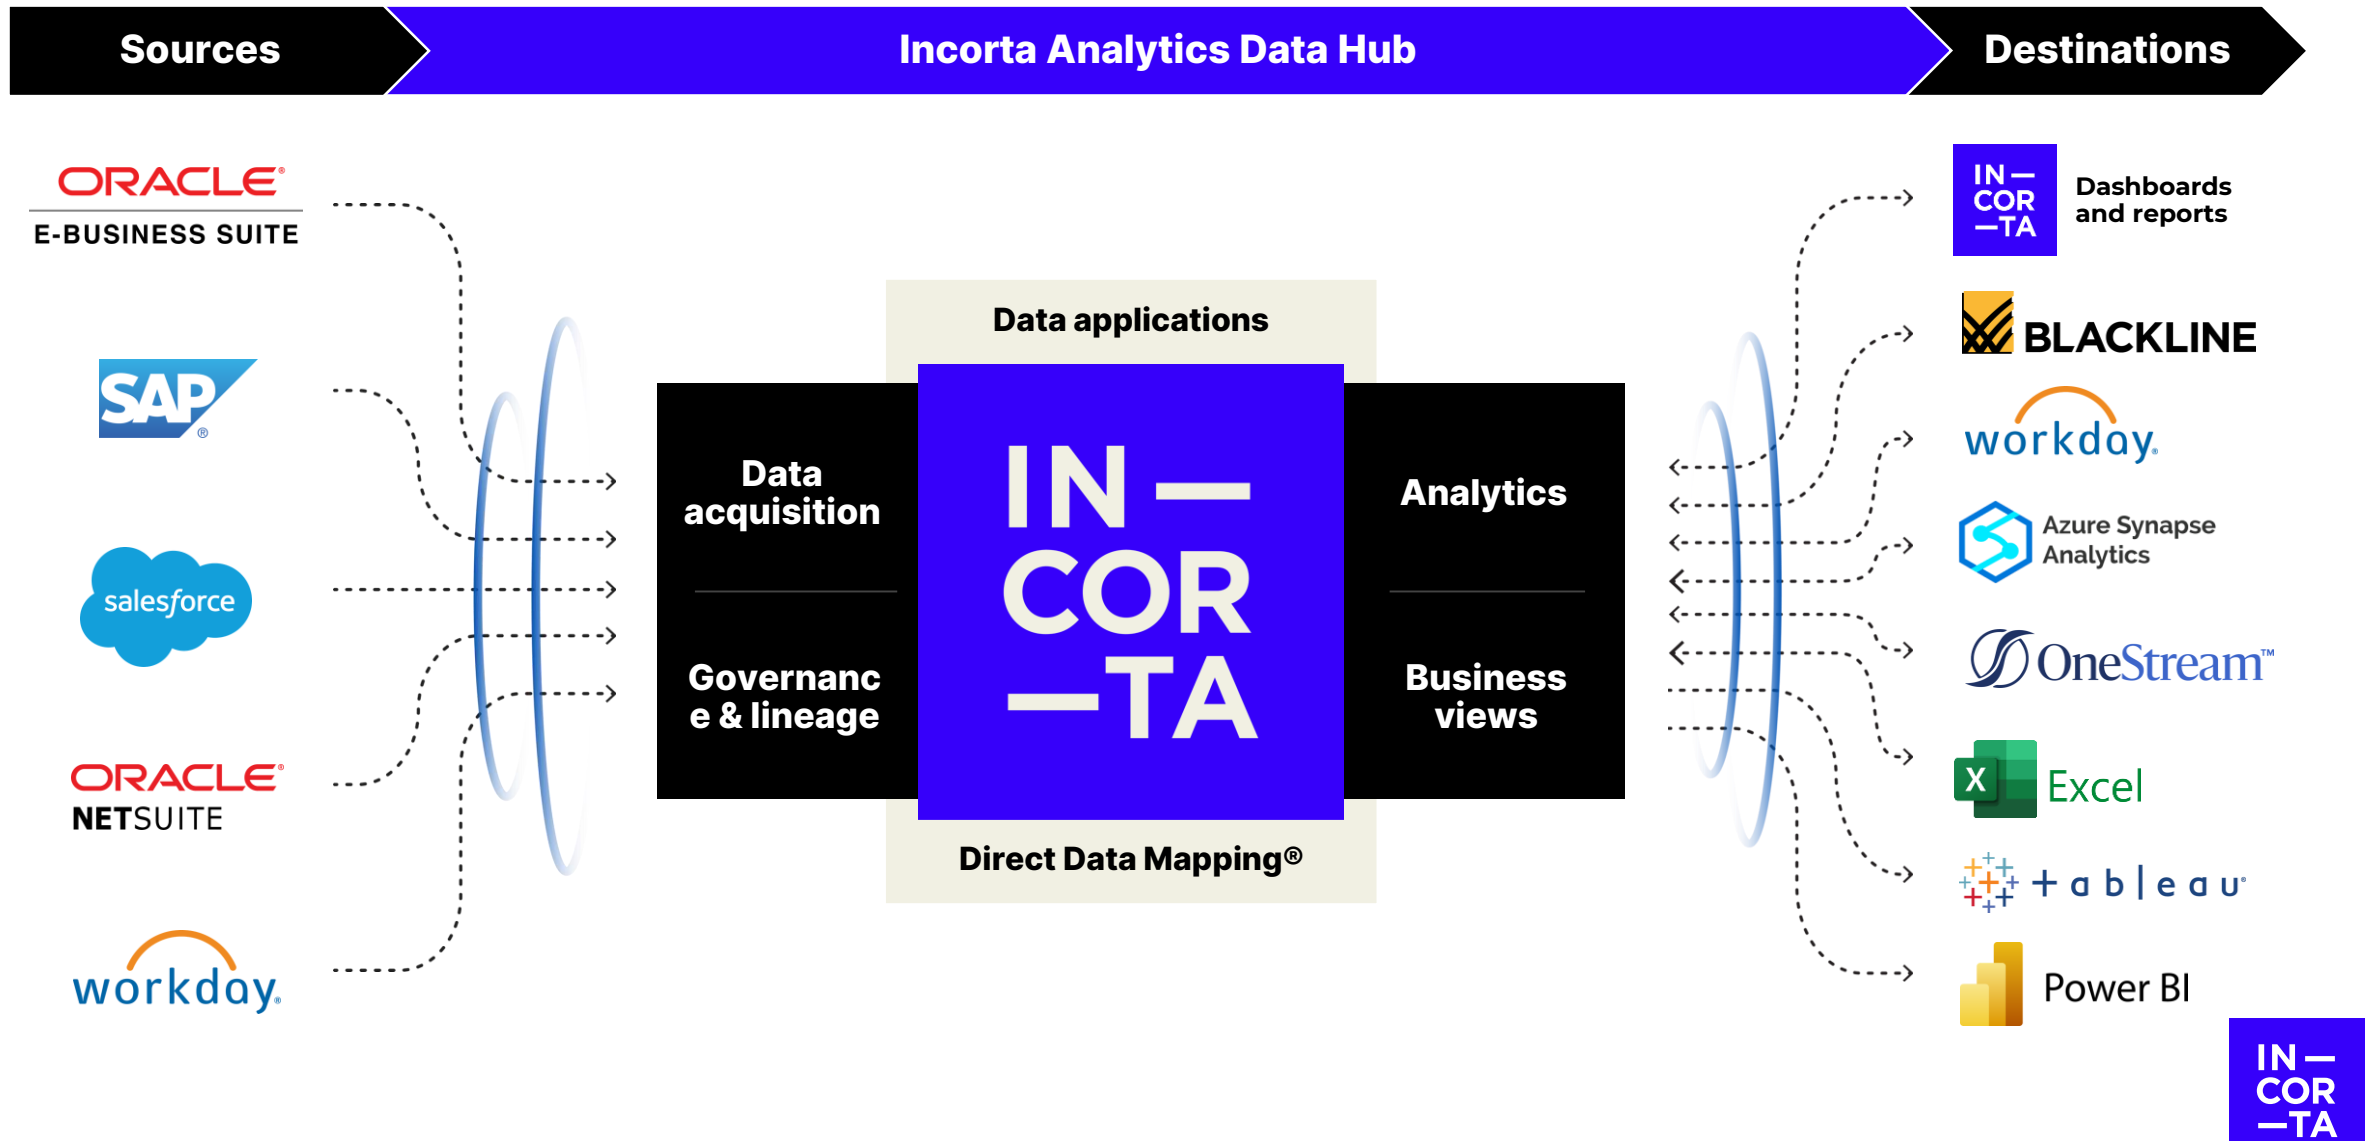 Sources
Incorta Analytics Data Hub
Destinations
ORACLE®
E-BUSINESS SUITE
SAP®
salesforce
ORACLE®
NETSUITE
workday®
Data applications
Data
acquisition
Governanc
e & lineage
IN—
COR
—TA
Analytics
Business
views
Direct Data Mapping®
IN—
COR
—TA
Dashboards
and reports
BLACKLINE
workday®
Azure Synapse
Analytics
OneStream™
X
Excel
+ableau®
Power BI
IN—
COR
—TA